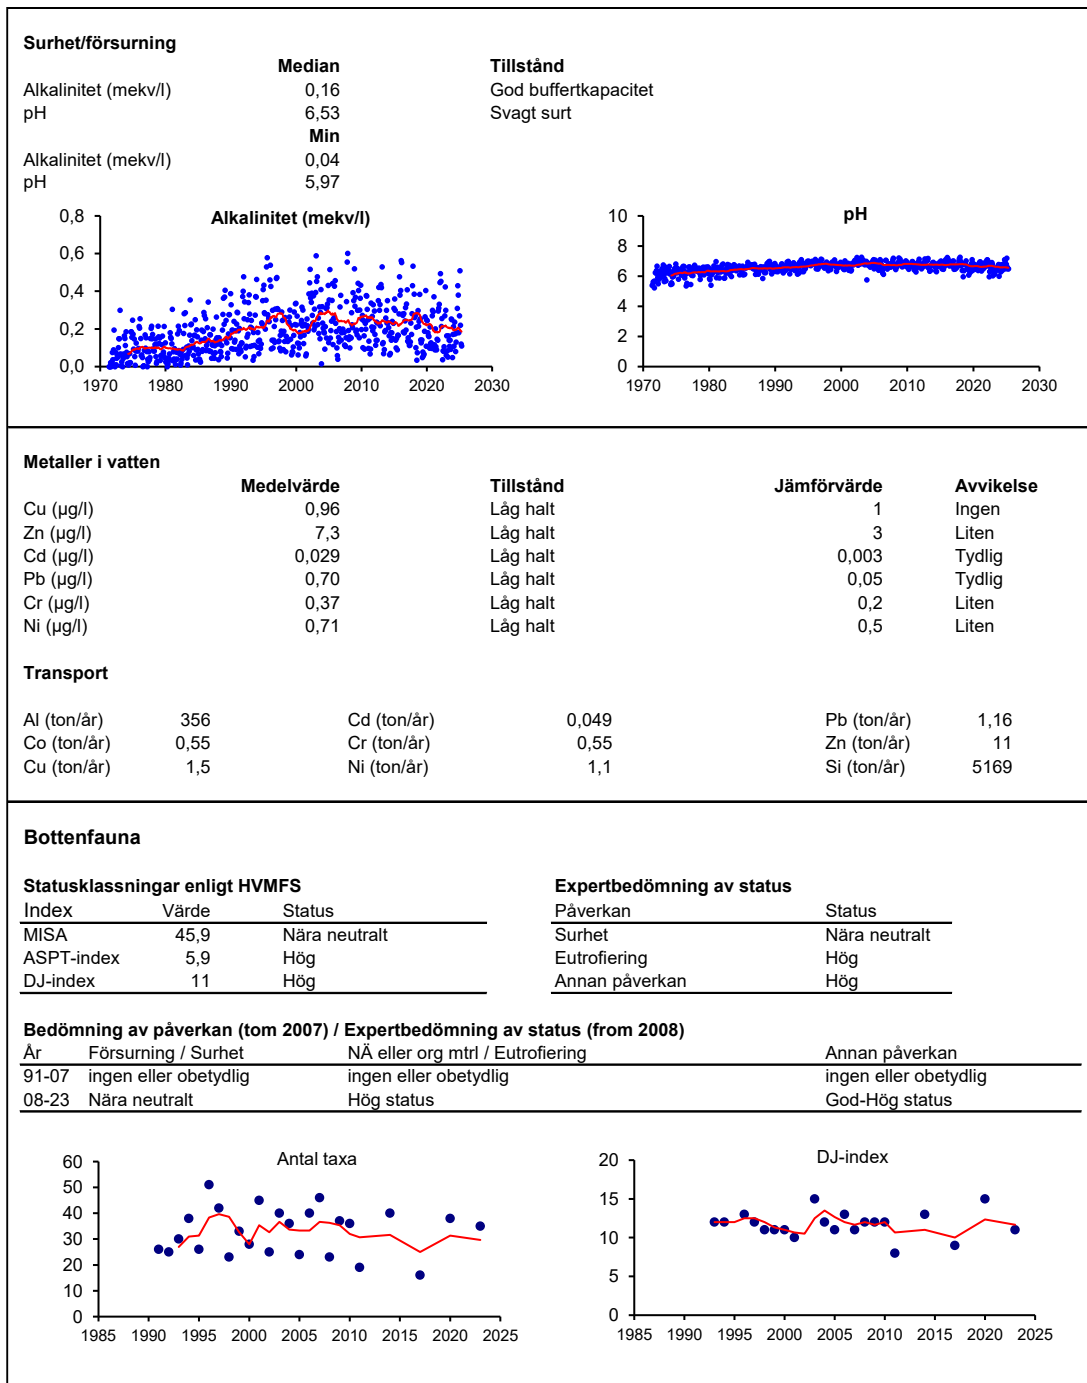 Surhet/försurning
Median Tillstånd
Alkalinitet (mekv/l) 0,16 God buffertkapacitet
pH 6,53 Svagt surt
Min
Alkalinitet (mekv/l) 0,04
pH 5,97
Alkalinitet (mekv/l)
0,8
0,6
0,4
0,2
0,0
1970 1980 1990 2000 2010 2020 2030
pH
10
8
6
4
2
0
1970 1980 1990 2000 2010 2020 2030
Metaller i vatten
Medelvärde Tillstånd Jämförvärde Avvikelse
Cu (µg/l) 0,96 Låg halt 1 Ingen
Zn (µg/l) 7,3 Låg halt 3 Liten
Cd (µg/l) 0,029 Låg halt 0,003 Tydlig
Pb (µg/l) 0,70 Låg halt 0,05 Tydlig
Cr (µg/l) 0,37 Låg halt 0,2 Liten
Ni (µg/l) 0,71 Låg halt 0,5 Liten
Transport
Al (ton/år) 356 Cd (ton/år) 0,049 Pb (ton/år) 1,16
Co (ton/år) 0,55 Cr (ton/år) 0,55 Zn (ton/år) 11
Cu (ton/år) 1,5 Ni (ton/år) 1,1 Si (ton/år) 5169
Bottenfauna
Statusklassningar enligt HVMFS
Index Värde Status
MISA 45,9 Nära neutralt
ASPT-index 5,9 Hög
DJ-index 11 Hög
Expertbedömning av status
Påverkan Status
Surhet Nära neutralt
Eutrofiering Hög
Annan påverkan Hög
Bedömning av påverkan (tom 2007) / Expertbedömning av status (from 2008)
År Försurning / Surhet NÄ eller org mtrl / Eutrofiering Annan påverkan
91-07 ingen eller obetydlig ingen eller obetydlig ingen eller obetydlig
08-23 Nära neutralt Hög status God-Hög status
Antal taxa
60
50
40
30
20
10
0
1985 1990 1995 2000 2005 2010 2015 2020 2025
DJ-index
20
15
10
5
0
1985 1990 1995 2000 2005 2010 2015 2020 2025